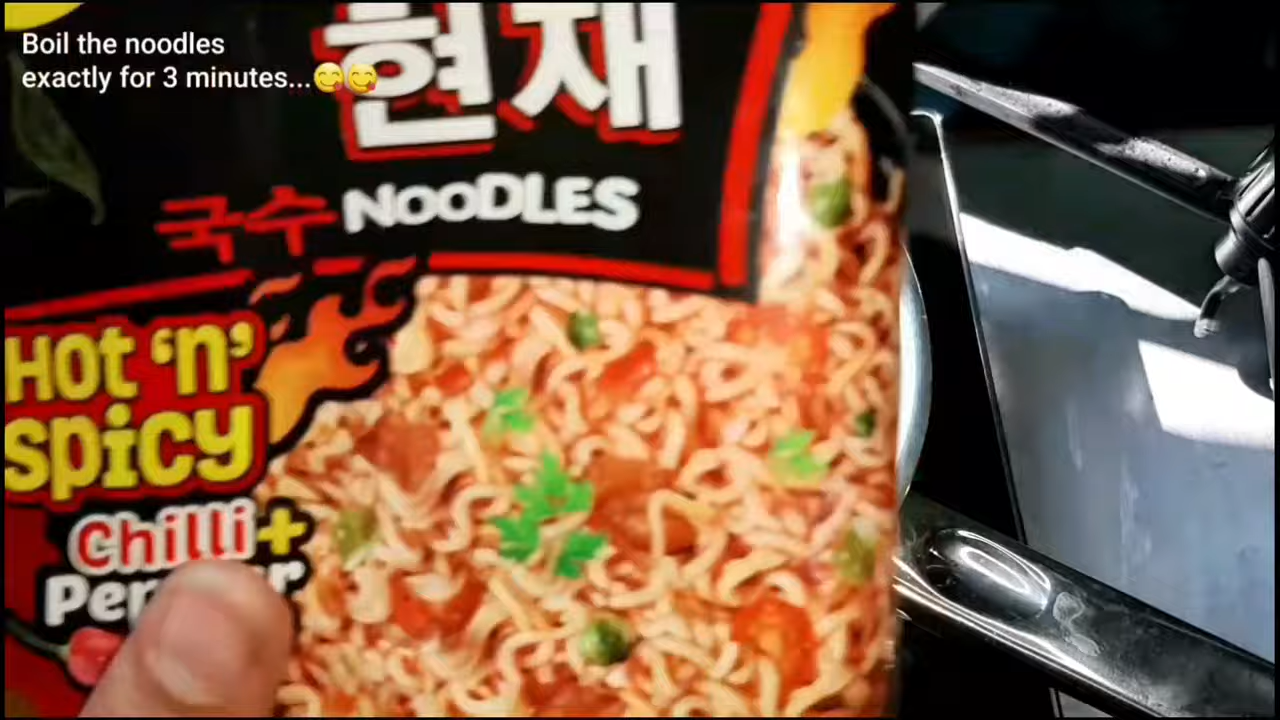 Boil the noodles
exactly for 3 minutes...😋😋
현재
국수 NOODLES
Hot 'n'
spicy
Chilli+